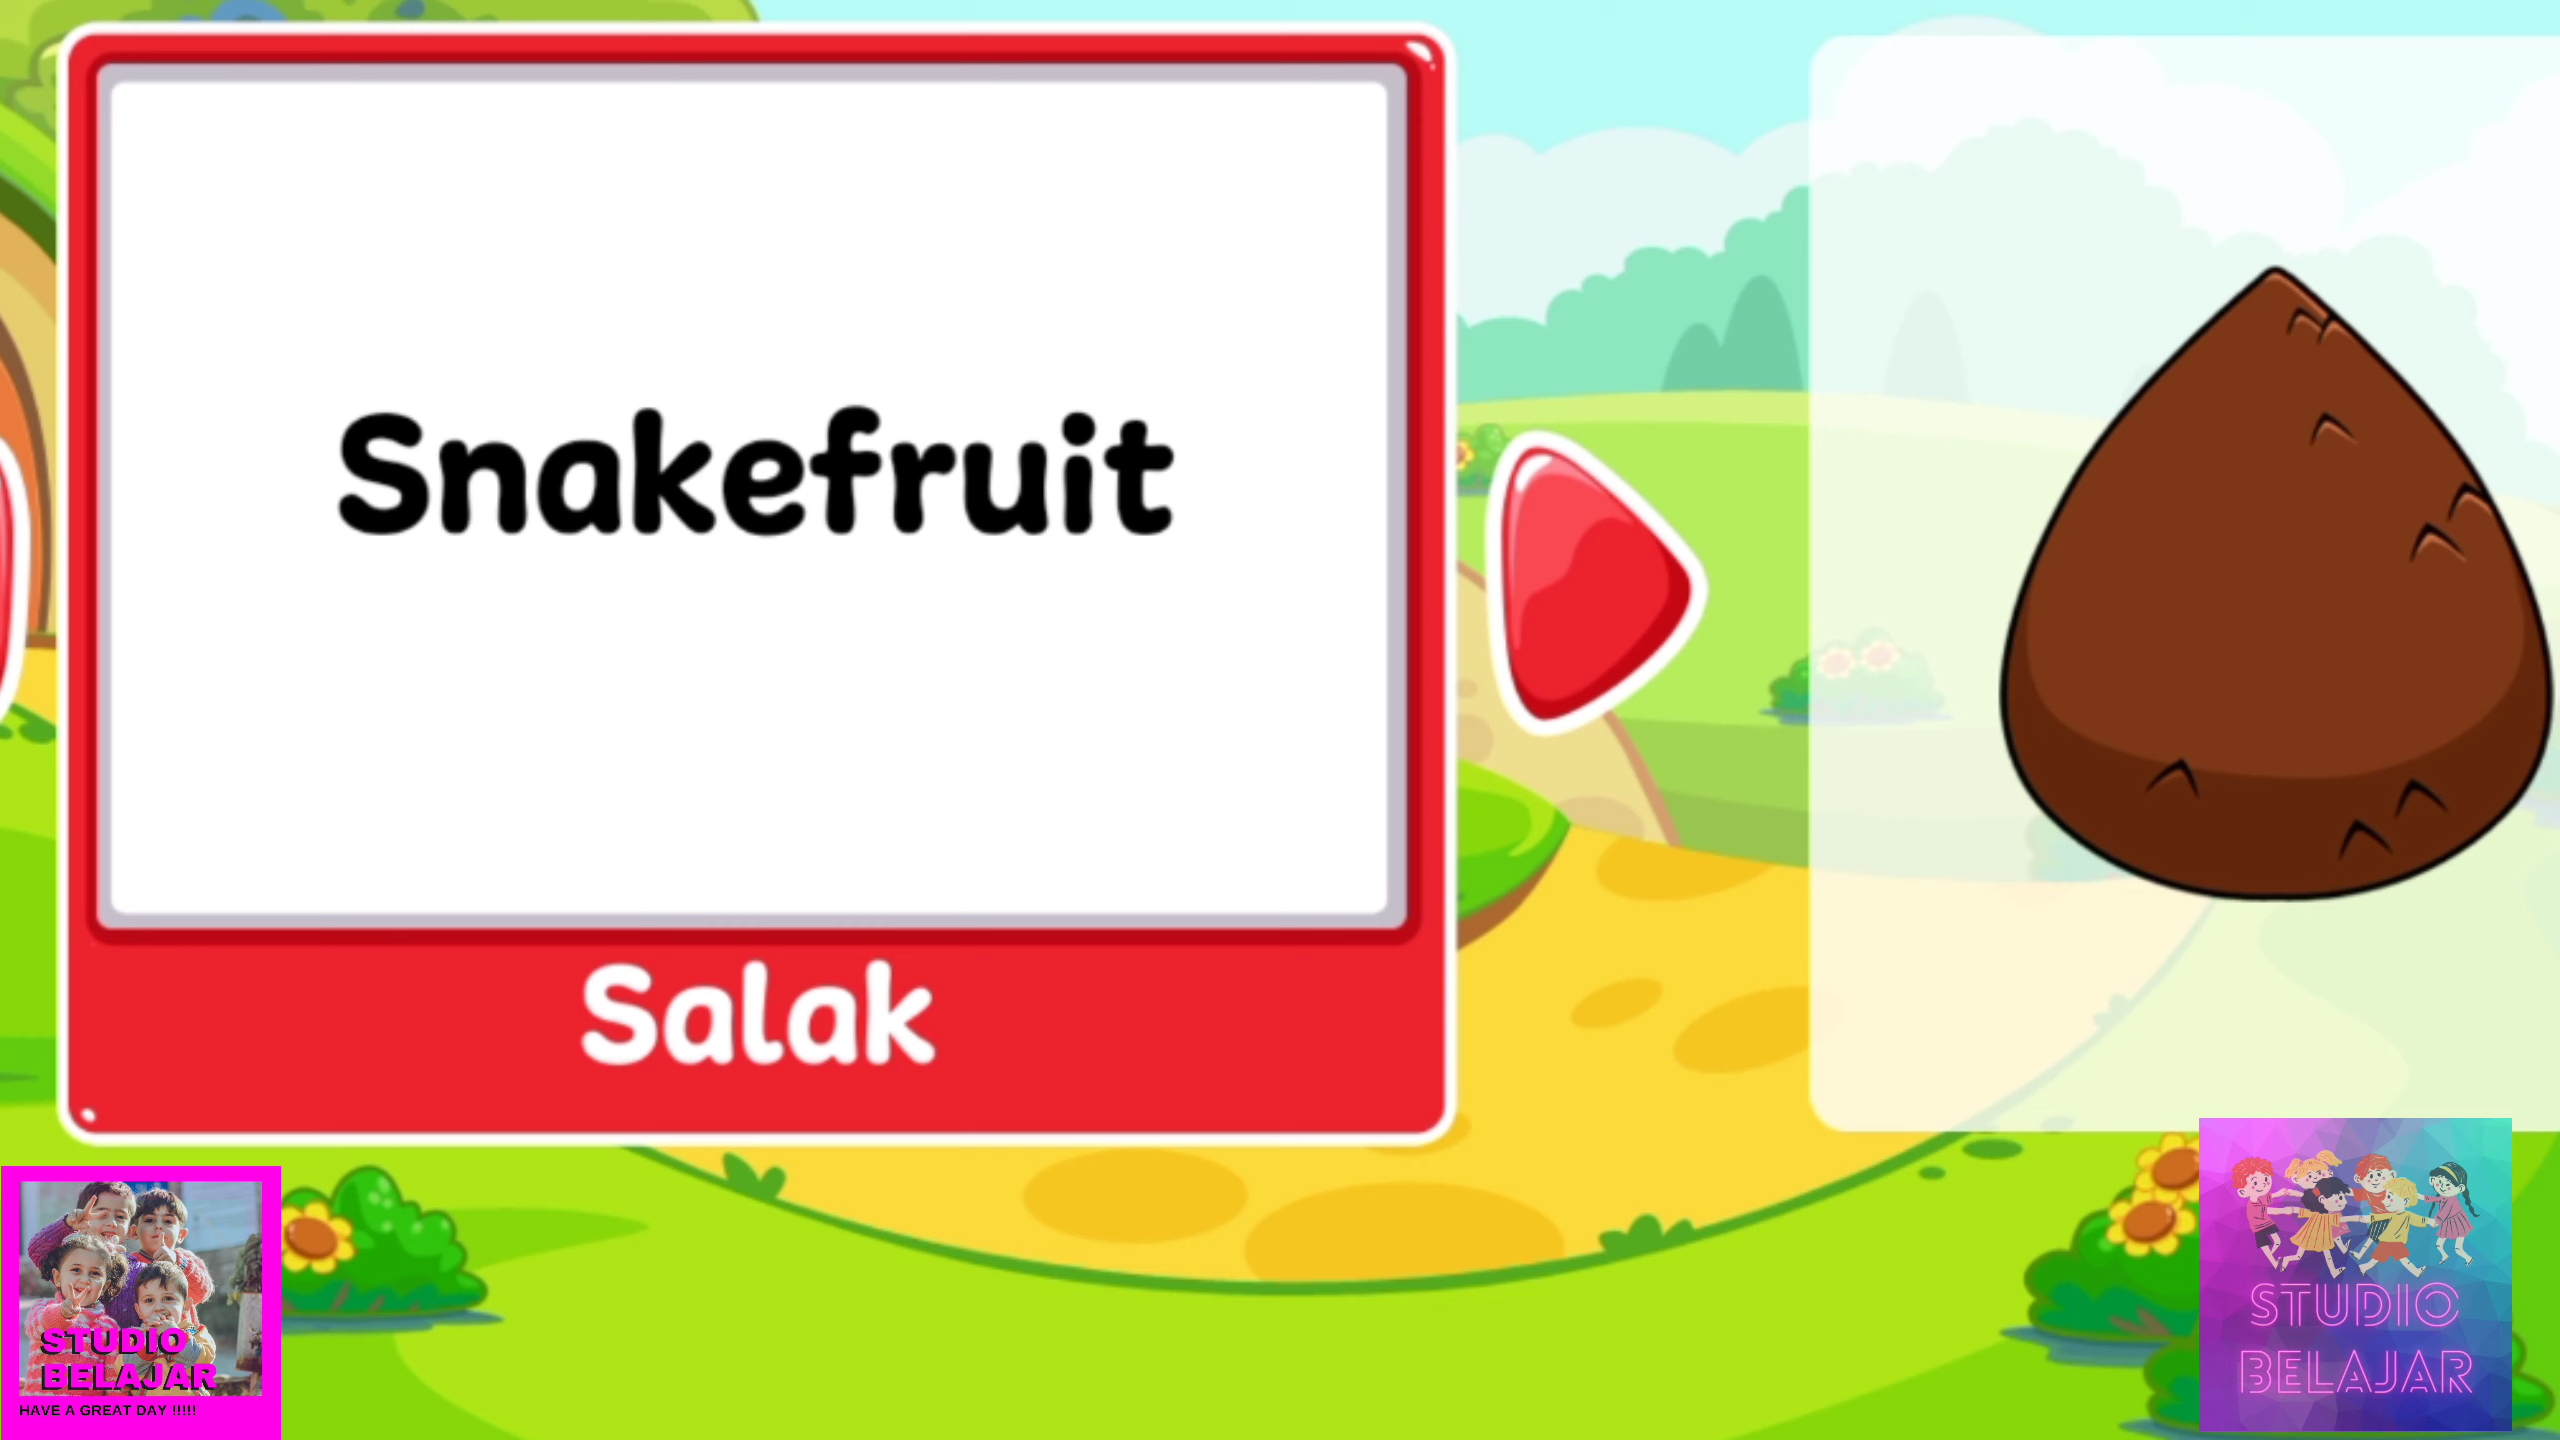 Snakefruit
Salak
STUDIO
BELAJAR
HAVE A GREAT DAY !!!!!
STUDIO
BELAJAR